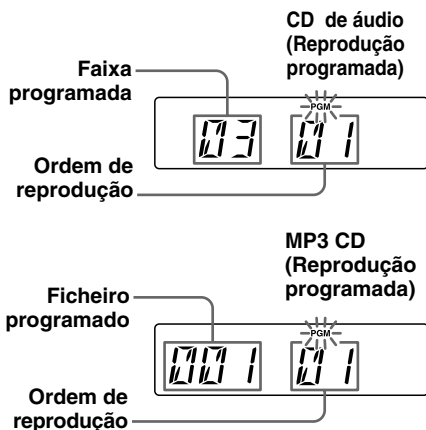 CD de áudio
(Reprodução
programada)
Faixa
programada
PGM
03 01
Ordem de
reprodução
MP3 CD
(Reprodução
programada)
Ficheiro
programado
PGM
001 01
Ordem de
reprodução